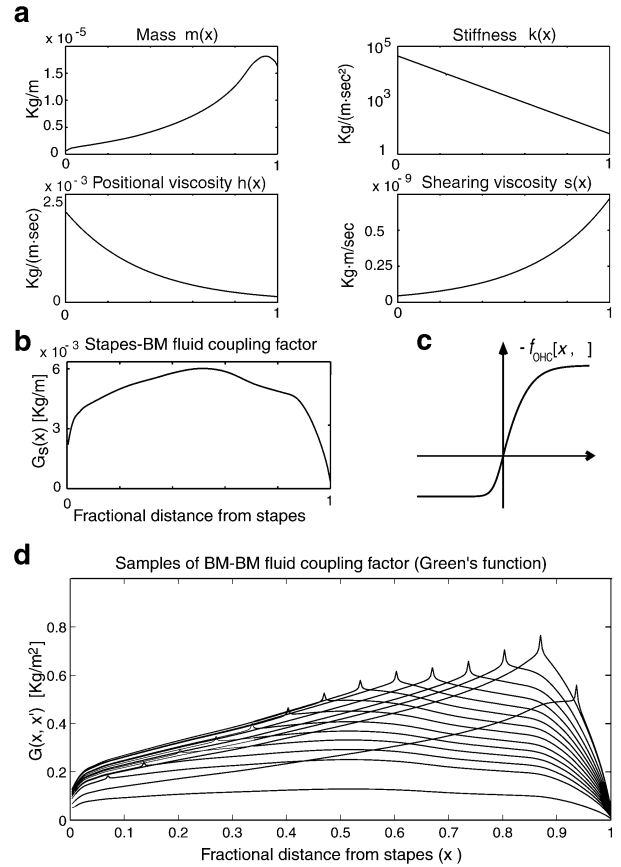 a
Mass m(x)
x 10 -5
Kg/m
1.5
1.0
0.5
0
0
1
Stiffness k(x)
Kg/(m·sec²)
10⁵
10³
1
0
1
x 10 -3 Positional viscosity h(x)
Kg/(m·sec)
2.5
0
0
1
x 10 -9 Shearing viscosity s(x)
Kg·m/sec
0.75
0.25
0
0
1
b
x 10 -3 Stapes-BM fluid coupling factor
Gs(x) [Kg/m]
6
3
0
0
1
Fractional distance from stapes
c
- fOHC[x, ]
d
Samples of BM-BM fluid coupling factor (Green's function)
G(x, x') [Kg/m²]
0.8
0.6
0.4
0.2
0
0
0.1
0.2
0.3
0.4
0.5
0.6
0.7
0.8
0.9
1
Fractional distance from stapes (x )